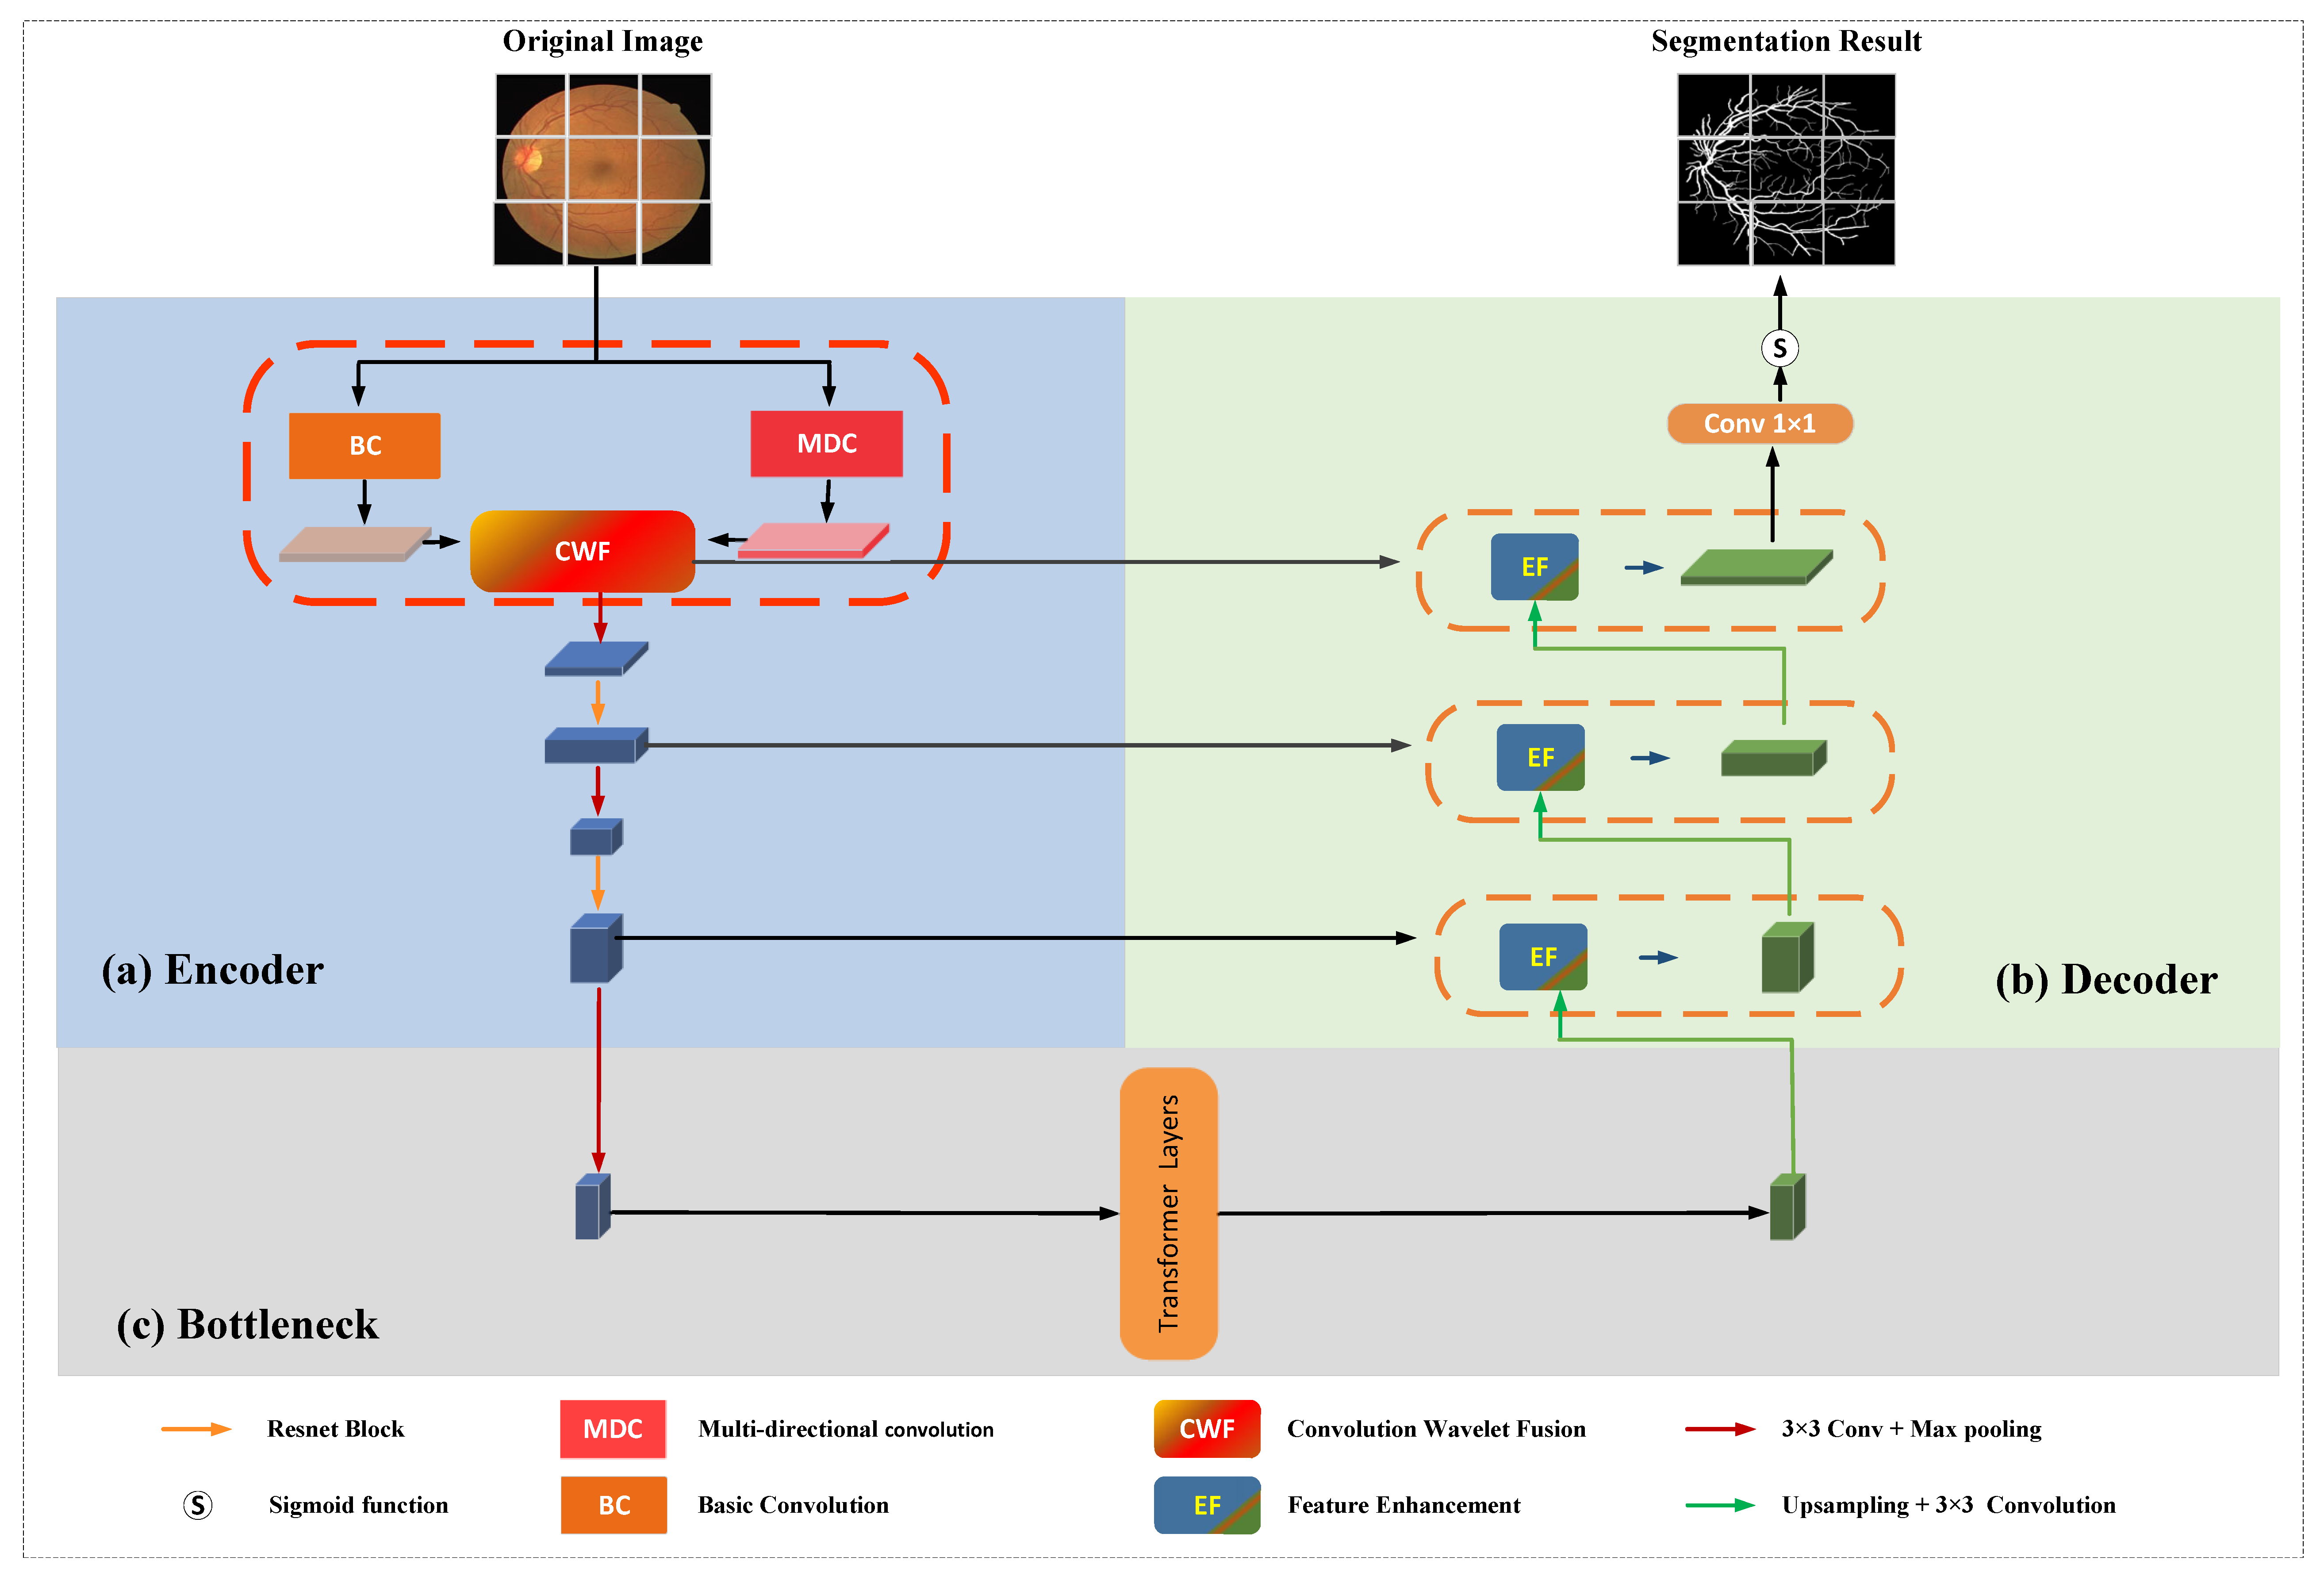 Original Image
Segmentation Result
S
Conv 1×1
BC
MDC
CWF
EF
EF
EF
(a) Encoder
(b) Decoder
Transformer Layers
(c) Bottleneck
Resnet Block
MDC
Multi-directional convolution
CWF
Convolution Wavelet Fusion
3×3 Conv + Max pooling
S
Sigmoid function
BC
Basic Convolution
EF
Feature Enhancement
Upsampling + 3×3 Convolution